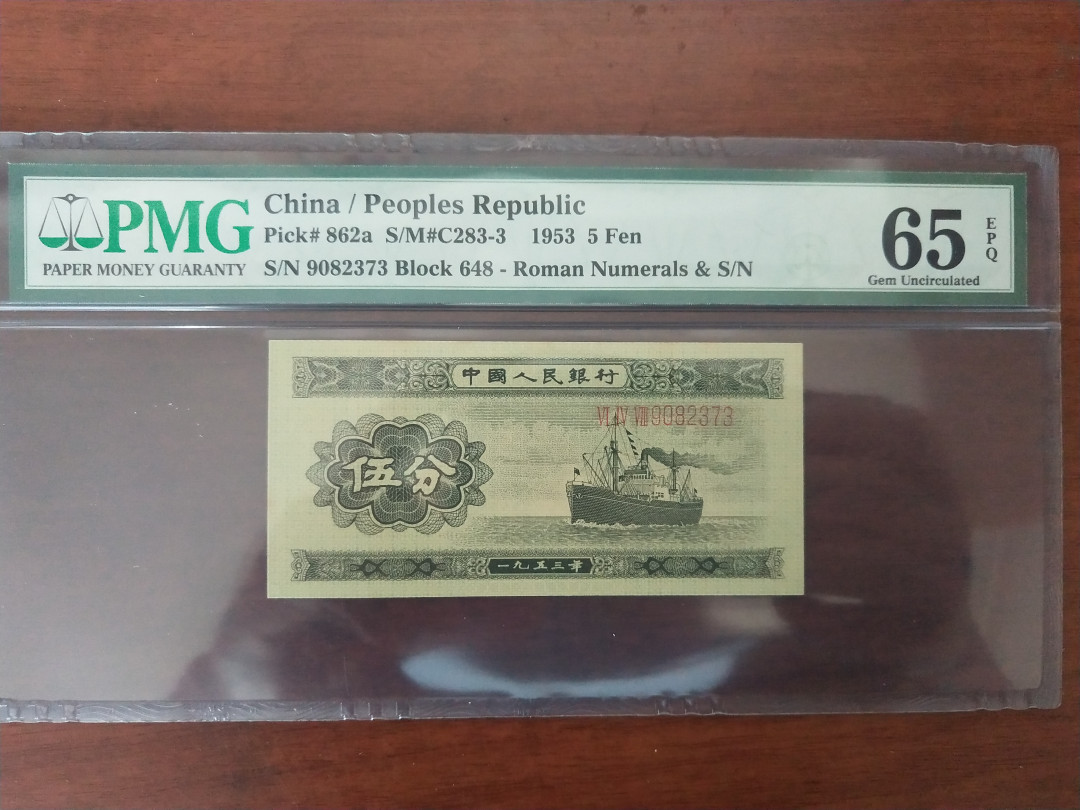 PMG
PAPER MONEY GUARANTY
China / Peoples Republic
Pick# 862a S/M#C283-3 1953 5 Fen
S/N 9082373 Block 648 - Roman Numerals & S/N
65
EPQ
Gem Uncirculated
中國人民銀行
VI IV VIII 9082373
伍分
一九五三年